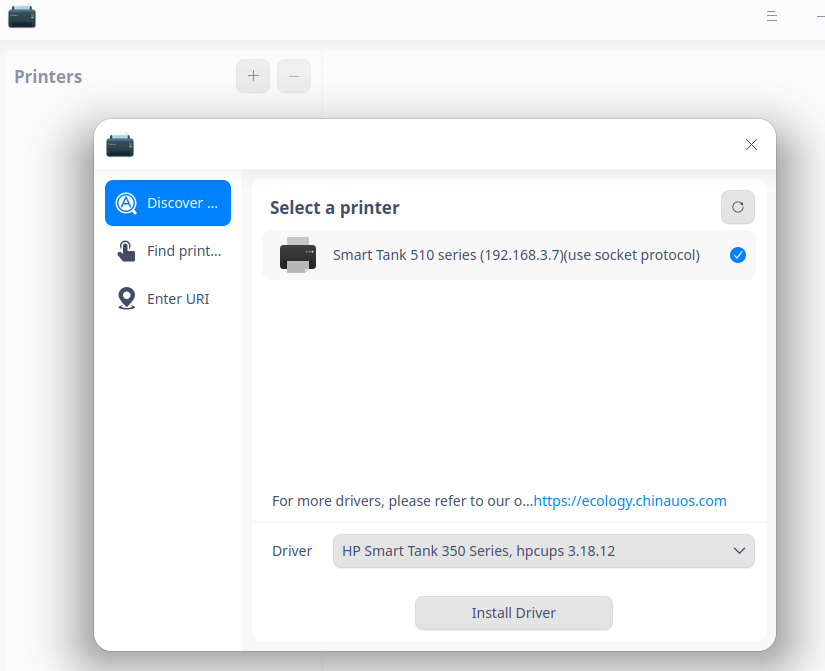 Printers
Discover ...
Find print...
Enter URI
Select a printer
Smart Tank 510 series (192.168.3.7)(use socket protocol)
For more drivers, please refer to our o...https://ecology.chinauos.com
Driver
HP Smart Tank 350 Series, hpcups 3.18.12
Install Driver